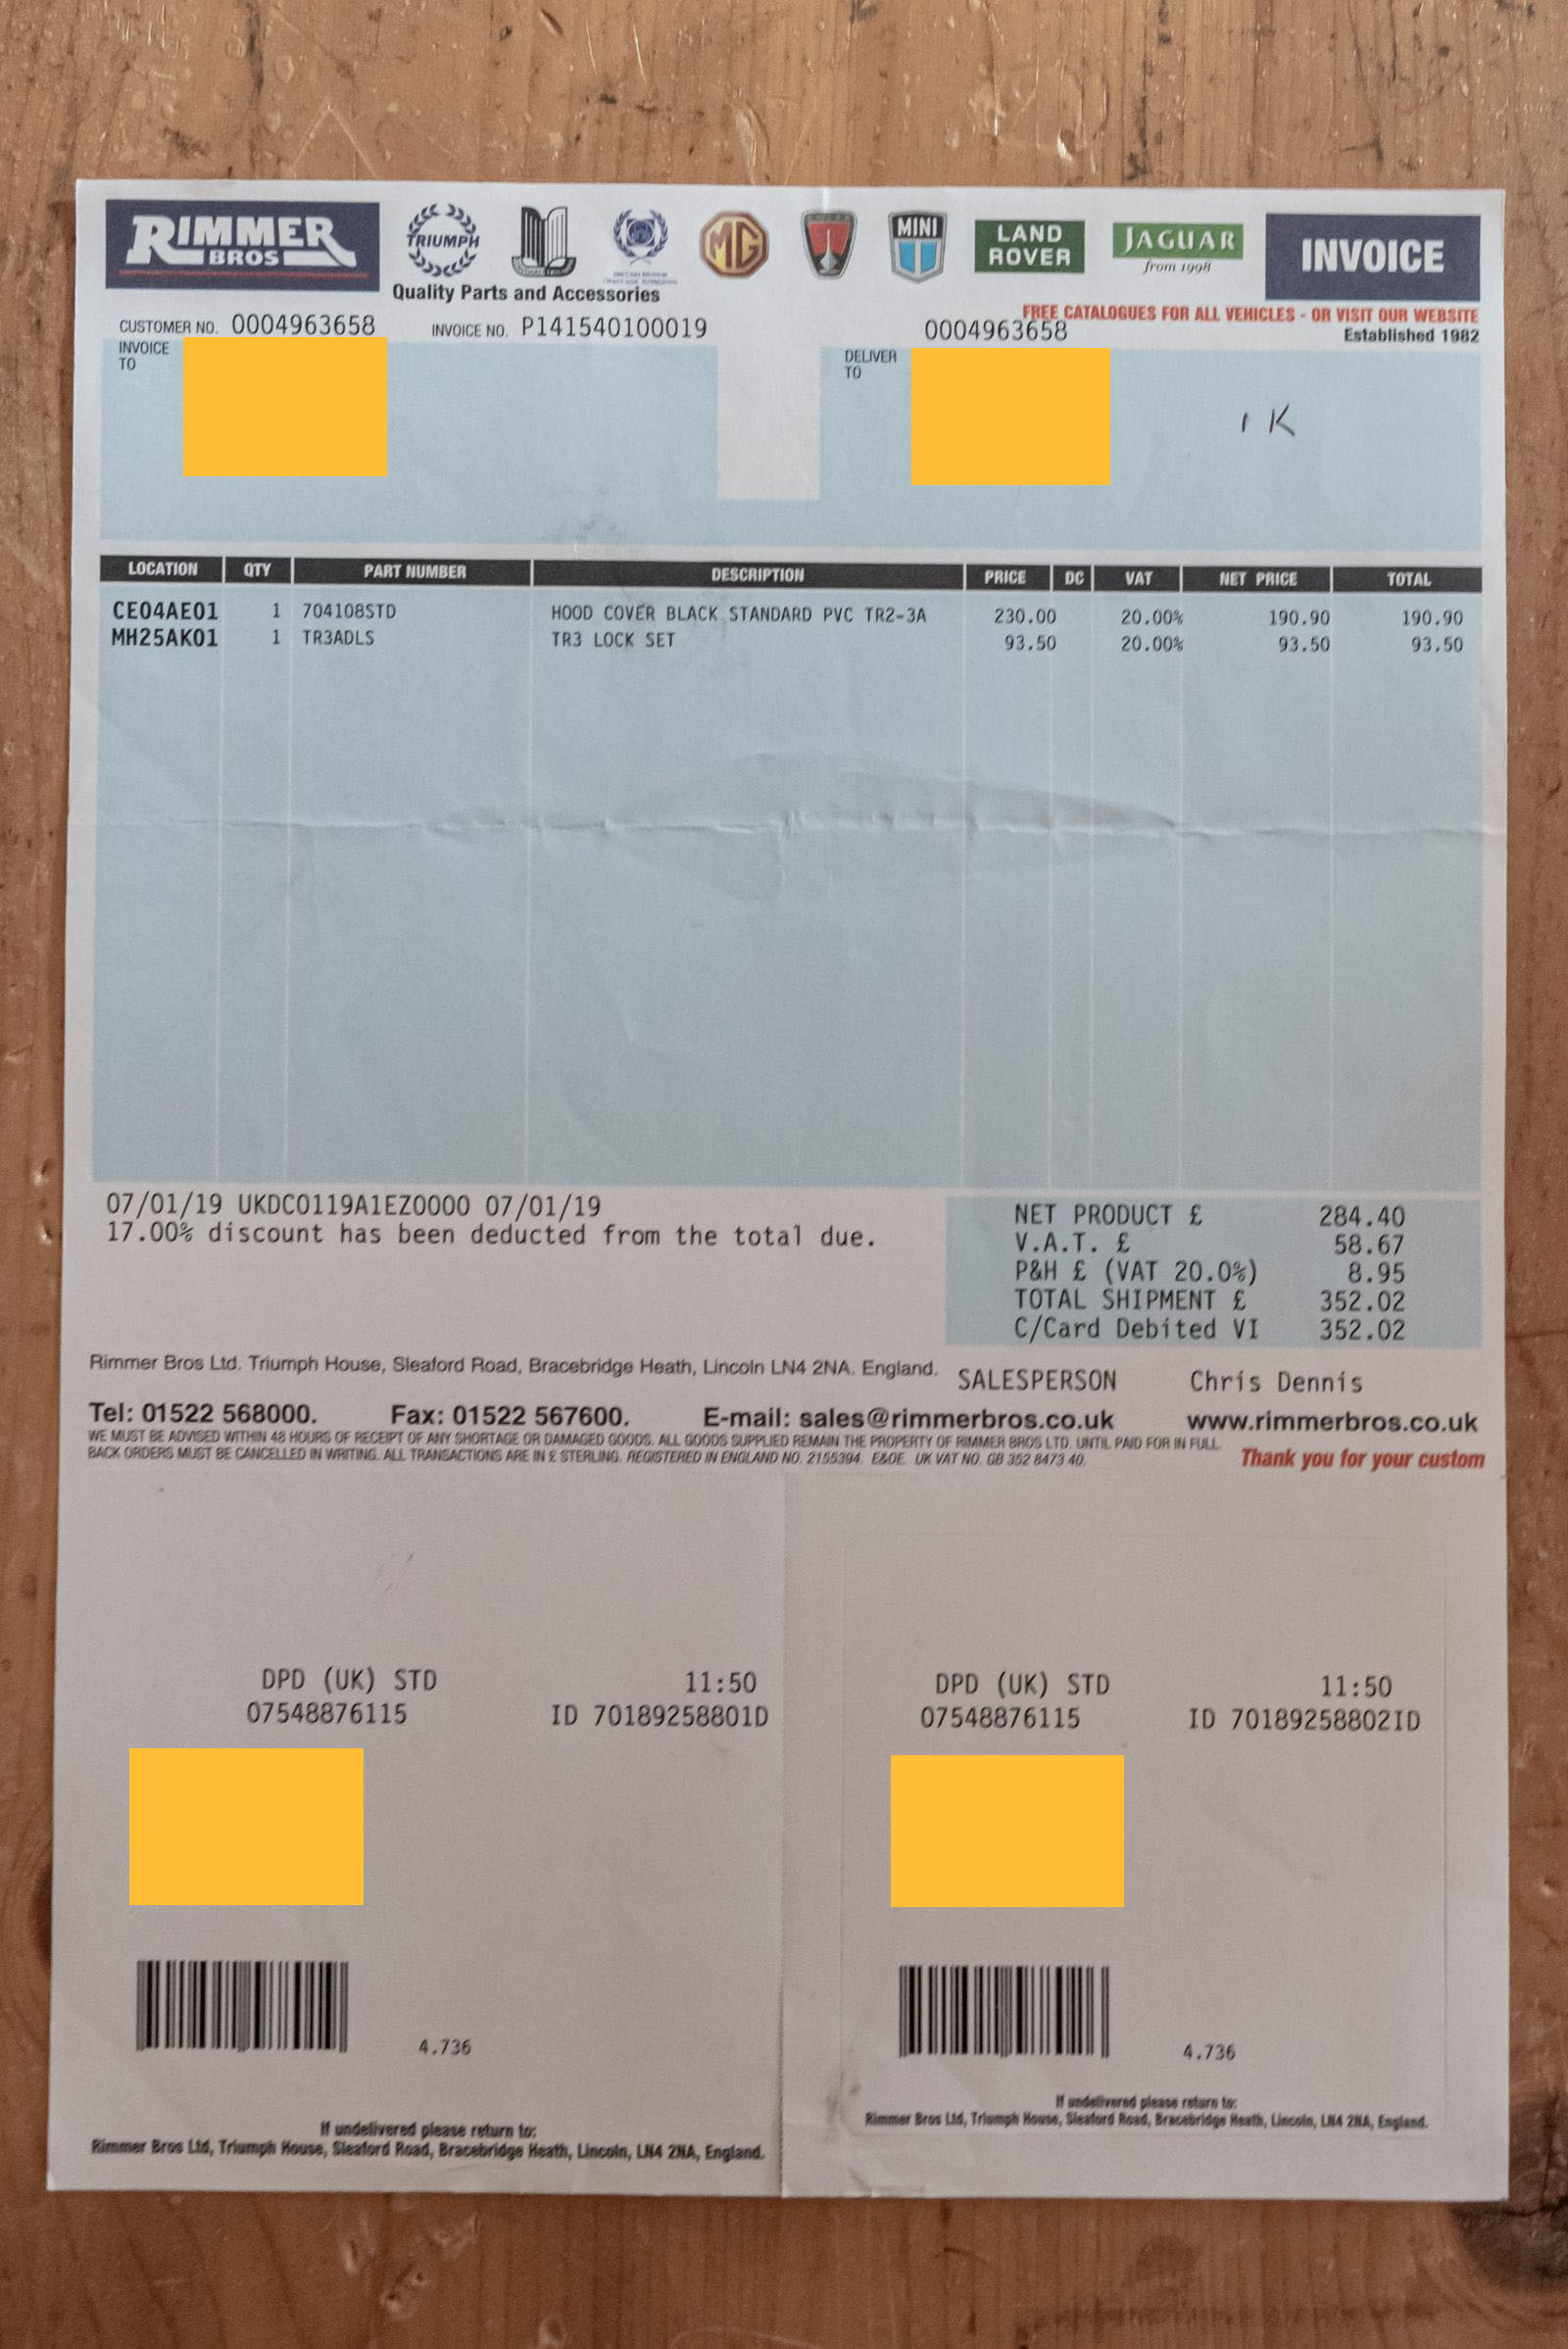 RIMMER BROS
TRIUMPH
MG
MINI
LAND ROVER
JAGUAR
from 1998
INVOICE
Quality Parts and Accessories
FREE CATALOGUES FOR ALL VEHICLES - OR VISIT OUR WEBSITE
Established 1982
CUSTOMER NO. 0004963658 INVOICE NO. P141540100019 0004963658
INVOICE TO
DELIVER TO
1 K
LOCATION QTY PART NUMBER DESCRIPTION PRICE DC VAT NET PRICE TOTAL
CE04AE01 1 704108STD HOOD COVER BLACK STANDARD PVC TR2-3A 230.00 20.00% 190.90 190.90
MH25AK01 1 TR3ADLS TR3 LOCK SET 93.50 20.00% 93.50 93.50
07/01/19 UKDC0119A1EZ0000 07/01/19
17.00% discount has been deducted from the total due.
NET PRODUCT £ 284.40
V.A.T. £ 58.67
P&H £ (VAT 20.0%) 8.95
TOTAL SHIPMENT £ 352.02
C/Card Debited VI 352.02
Rimmer Bros Ltd. Triumph House, Sleaford Road, Bracebridge Heath, Lincoln LN4 2NA. England.
SALESPERSON Chris Dennis
Tel: 01522 568000. Fax: 01522 567600. E-mail: sales@rimmerbros.co.uk www.rimmerbros.co.uk
WE MUST BE ADVISED WITHIN 48 HOURS OF RECEIPT OF ANY SHORTAGE OR DAMAGED GOODS. ALL GOODS SUPPLIED REMAIN THE PROPERTY OF RIMMER BROS LTD. UNTIL PAID FOR IN FULL.
BACK ORDERS MUST BE CANCELLED IN WRITING. ALL TRANSACTIONS ARE IN £ STERLING. REGISTERED IN ENGLAND NO. 2155394. E&OE. UK VAT NO. GB 352 8473 40.
Thank you for your custom
DPD (UK) STD 11:50
07548876115 ID 70189258801D
4.736
If undelivered please return to:
Rimmer Bros Ltd, Triumph House, Sleaford Road, Bracebridge Heath, Lincoln, LN4 2NA, England.
DPD (UK) STD 11:50
07548876115 ID 70189258802ID
4.736
If undelivered please return to:
Rimmer Bros Ltd, Triumph House, Sleaford Road, Bracebridge Heath, Lincoln, LN4 2NA, England.